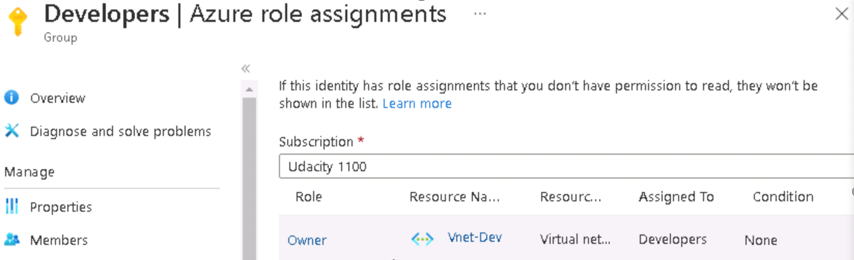 Developers | Azure role assignments ...
Group
«
If this identity has role assignments that you don't have permission to read, they won't be
shown in the list. Learn more
Overview
Diagnose and solve problems
Manage
Properties
Members
Subscription *
Udacity 1100
Role Resource Na... Resourc... Assigned To Condition
Owner Vnet-Dev Virtual net... Developers None